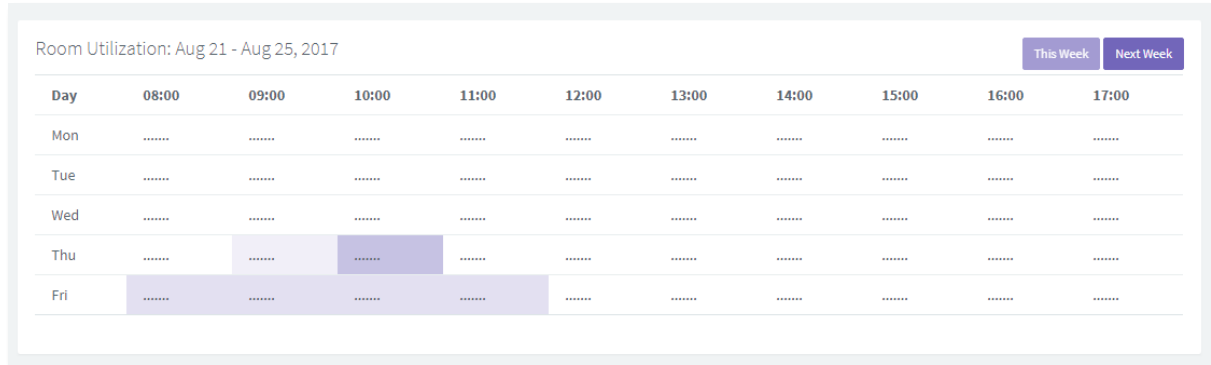 Room Utilization: Aug 21 - Aug 25, 2017
This Week Next Week
Day 08:00 09:00 10:00 11:00 12:00 13:00 14:00 15:00 16:00 17:00
Mon ....... ....... ....... ....... ....... ....... ....... ....... ....... .......
Tue ....... ....... ....... ....... ....... ....... ....... ....... ....... .......
Wed ....... ....... ....... ....... ....... ....... ....... ....... ....... .......
Thu ....... ....... ....... ....... ....... ....... ....... ....... ....... .......
Fri ....... ....... ....... ....... ....... ....... ....... ....... ....... .......